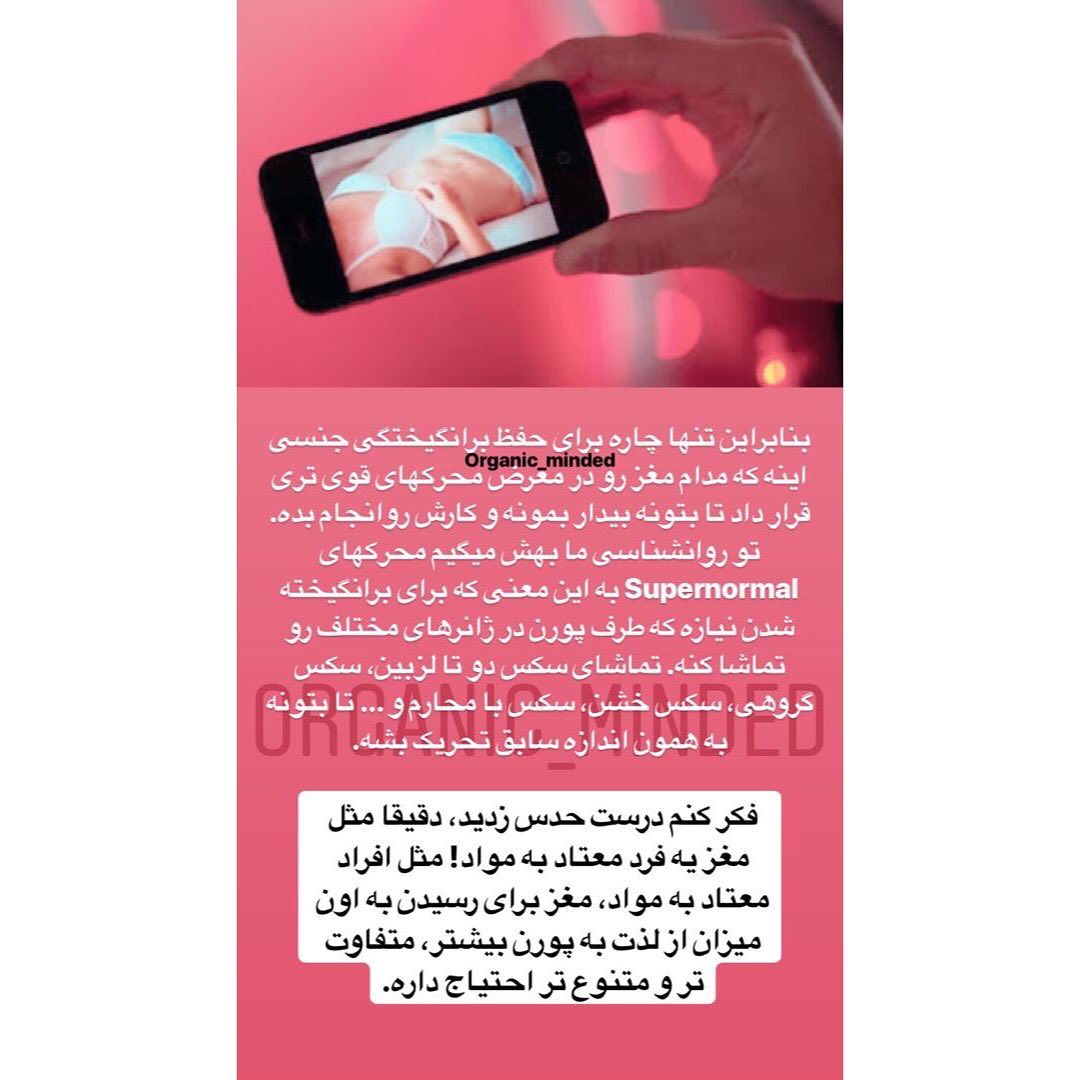 بنابراین تنها چاره برای حفظ برانگیختگی جنسی
Organic_minded
اینه که مدام مغز رو در معرض محرکهای قوی تری
قرار داد تا بتونه بیدار بمونه و کارش رو انجام بده.
تو روانشناسی ما بهش میگیم محرکهای
Supernormal به این معنی که برای برانگیخته
شدن نیازه که طرف پورن در ژانرهای مختلف رو
تماشا کنه. تماشای سکس دو تا لزبین، سکس
گروهی، سکس خشن، سکس با محارم و ... تا بتونه
ORGANIC_MINDED
به همون اندازه سابق تحریک بشه.
فکر کنم درست حدس زدید، دقیقا مثل
مغز یه فرد معتاد به مواد! مثل افراد
معتاد به مواد، مغز برای رسیدن به اون
میزان از لذت به پورن بیشتر، متفاوت
تر و متنوع تر احتیاج داره.